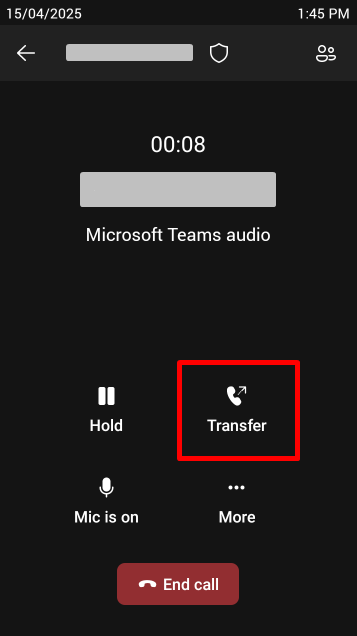 15/04/2025 1:45 PM
00:08
Microsoft Teams audio
Hold Transfer
Mic is on More
End call